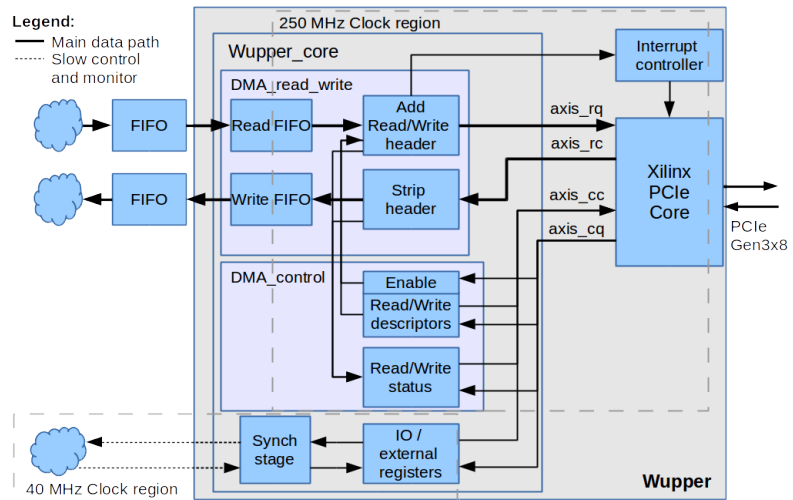 Legend:
Main data path
Slow control
and monitor
250 MHz Clock region
Wupper_core
Interrupt
controller
DMA_read_write
FIFO
Read FIFO
Add
Read/Write
header
axis_rq
axis_rc
Xilinx
PCIe
Core
FIFO
Write FIFO
Strip
header
axis_cc
axis_cq
PCIe
Gen3x8
DMA_control
Enable
Read/Write
descriptors
Read/Write
status
Synch
stage
IO /
external
registers
40 MHz Clock region
Wupper